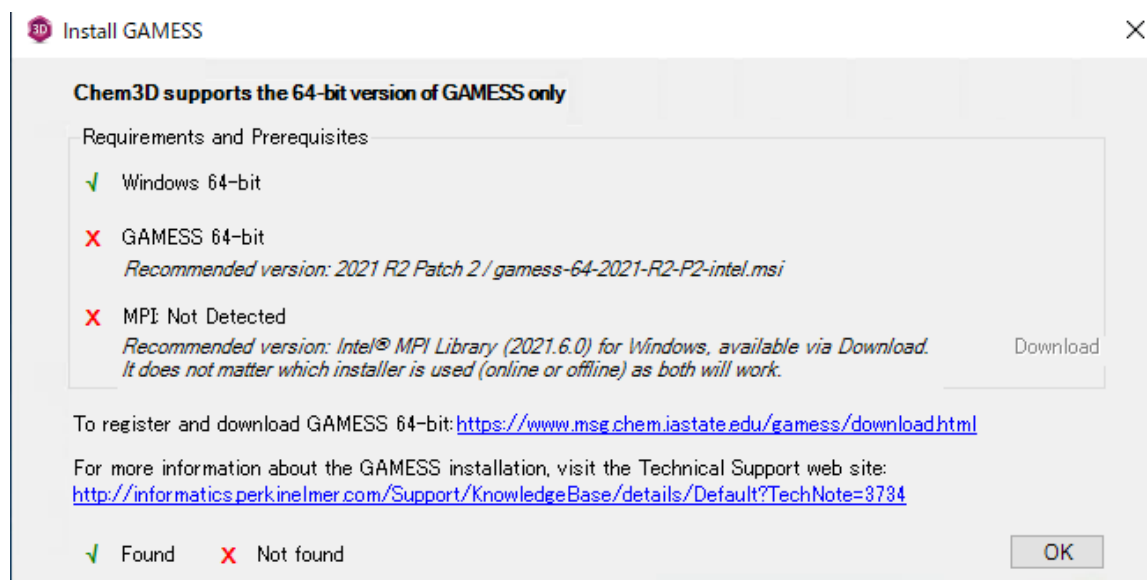 3D Install GAMESS
Chem3D supports the 64-bit version of GAMESS only
Requirements and Prerequisites
√ Windows 64-bit
X GAMESS 64-bit
Recommended version: 2021 R2 Patch 2 / gamess-64-2021-R2-P2-intel.msi
X MPI: Not Detected
Recommended version: Intel® MPI Library (2021.6.0) for Windows, available via Download.
Download
It does not matter which installer is used (online or offline) as both will work.
To register and download GAMESS 64-bit: https://www.msg.chem.iastate.edu/gamess/download.html
For more information about the GAMESS installation, visit the Technical Support web site:
http://informatics.perkinelmer.com/Support/KnowledgeBase/details/Default?TechNote=3734
√ Found X Not found
OK